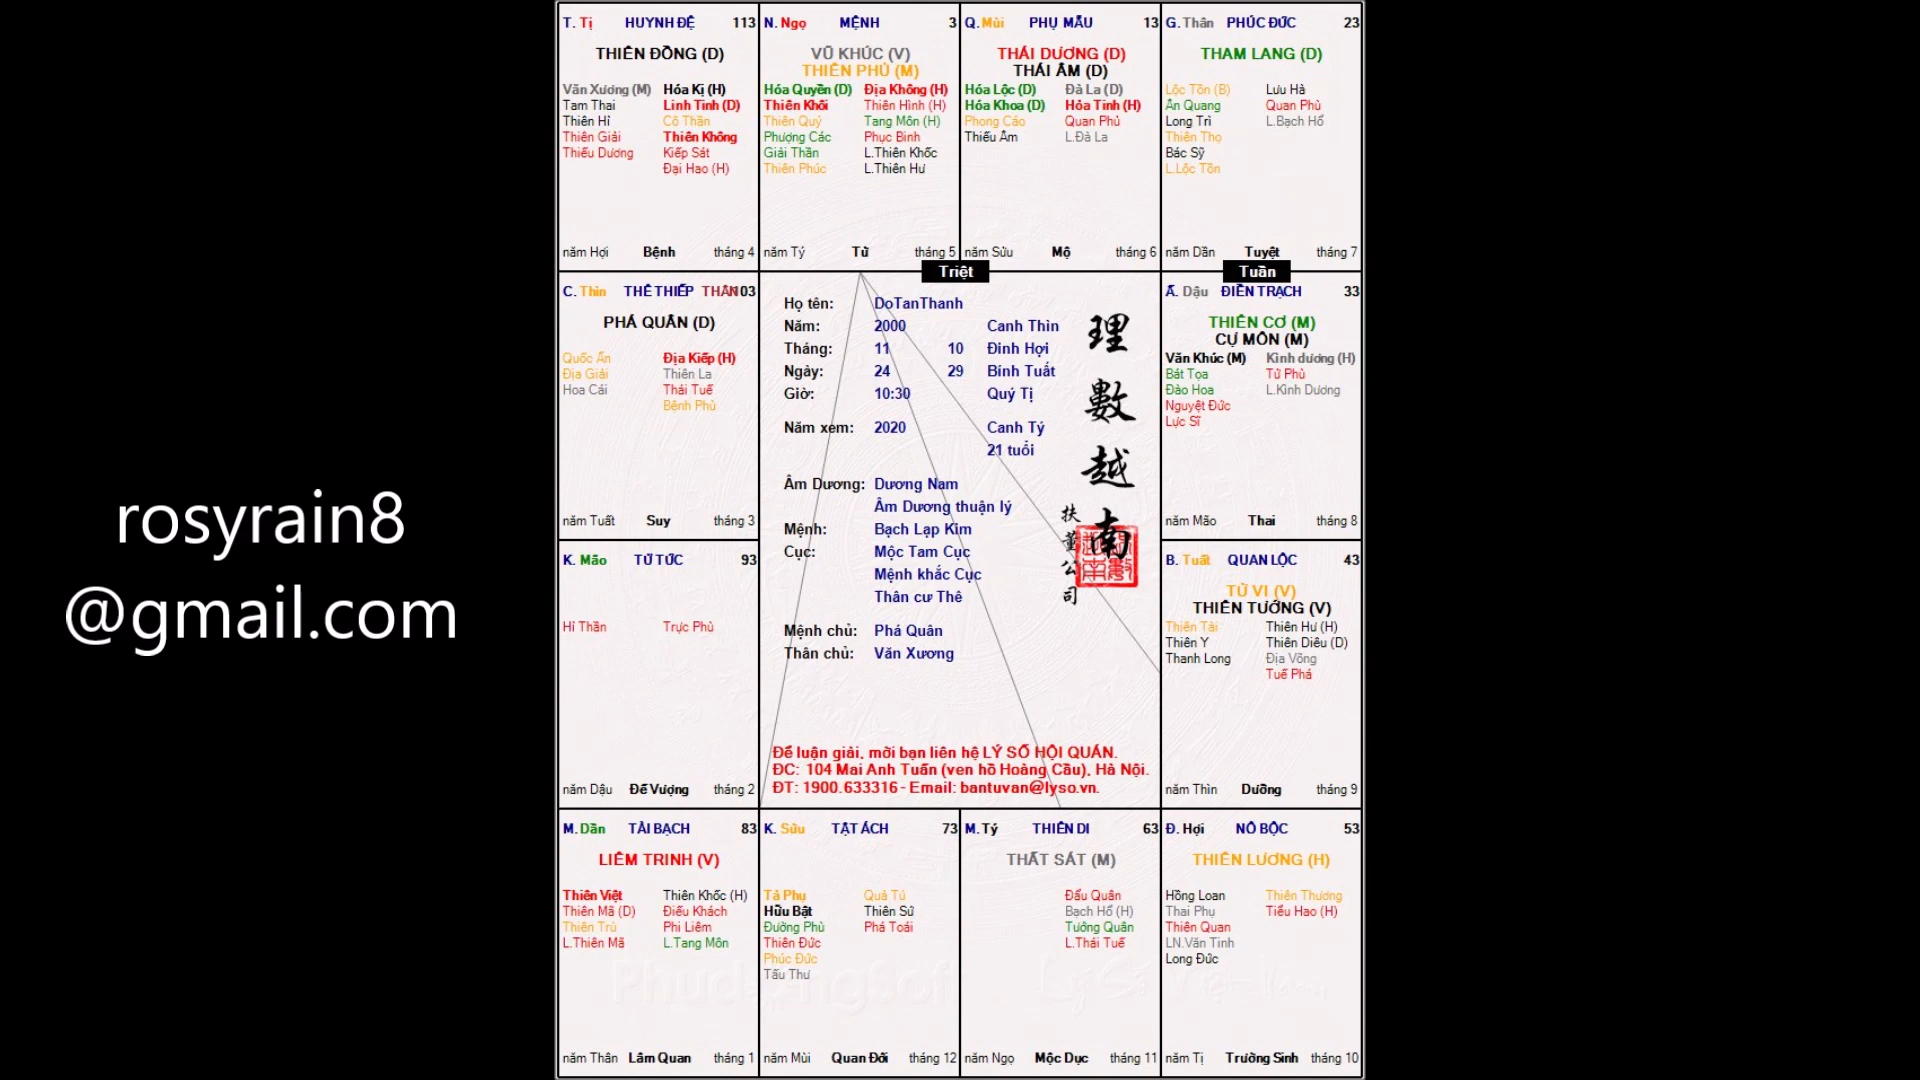 rosyrain8
@gmail.com
T. Tị HUYNH ĐỆ 113
THIÊN ĐỒNG (D)
Văn Xương (M) Hóa Kị (H)
Tam Thai Linh Tinh (D)
Thiên Hỉ Cô Thần
Thiên Giải Thiên Không
Thiếu Dương Kiếp Sát
Đại Hao (H)
năm Hợi Bệnh tháng 4
N. Ngọ MỆNH 3
VŨ KHÚC (V)
THIÊN PHỦ (M)
Hóa Quyền (D) Địa Không (H)
Thiên Khôi Thiên Hình (H)
Thiên Quý Tang Môn (H)
Phượng Các Phục Binh
Giải Thần L.Thiên Khốc
Thiên Phúc L.Thiên Hư
năm Tý Tử tháng 5
Q. Mùi PHỤ MẪU 13
THÁI DƯƠNG (D)
THÁI ÂM (D)
Hóa Lộc (D) Đà La (D)
Hóa Khoa (D) Hỏa Tinh (H)
Phong Cáo Quan Phủ
Thiếu Âm L.Đà La
năm Sửu Mộ tháng 6
G. Thân PHÚC ĐỨC 23
THAM LANG (D)
Lộc Tồn (B) Lưu Hà
Ân Quang Quan Phù
Long Trì L.Bạch Hổ
Thiên Thọ
Bác Sỹ
L.Lộc Tồn
năm Dần Tuyệt tháng 7
Triệt
Tuần
C. Thìn THÊ THIẾP THÂN 103
PHÁ QUÂN (D)
Quốc Ấn Địa Kiếp (H)
Địa Giải Thiên La
Hoa Cái Thái Tuế
Bệnh Phù
năm Tuất Suy tháng 3
Họ tên: DoTanThanh
Năm: 2000 Canh Thìn
Tháng: 11 10 Đinh Hợi
Ngày: 24 29 Bính Tuất
Giờ: 10:30 Quý Tị
Năm xem: 2020 Canh Tý
21 tuổi
Âm Dương: Dương Nam
Âm Dương thuận lý
Mệnh: Bạch Lạp Kim
Cục: Mộc Tam Cục
Mệnh khắc Cục
Thân cư Thê
Mệnh chủ: Phá Quân
Thân chủ: Văn Xương
理數越南
扶董公司
Để luận giải, mời bạn liên hệ LÝ SỐ HỘI QUÁN.
ĐC: 104 Mai Anh Tuấn (ven hồ Hoàng Cầu), Hà Nội.
ĐT: 1900.633316 - Email: bantuvan@lyso.vn.
Ấ. Dậu ĐIỀN TRẠCH 33
THIÊN CƠ (M)
CỰ MÔN (M)
Văn Khúc (M) Kình dương (H)
Bát Tọa Tử Phù
Đào Hoa L.Kình Dương
Nguyệt Đức
Lực Sĩ
năm Mão Thai tháng 8
K. Mão TỬ TỨC 93
Hỉ Thần Trực Phù
năm Dậu Đế Vượng tháng 2
B. Tuất QUAN LỘC 43
TỬ VI (V)
THIÊN TƯỚNG (V)
Thiên Tài Thiên Hư (H)
Thiên Y Thiên Diêu (D)
Thanh Long Địa Võng
Tuế Phá
năm Thìn Dưỡng tháng 9
M. Dần TÀI BẠCH 83
LIÊM TRINH (V)
Thiên Việt Thiên Khốc (H)
Thiên Mã (D) Điếu Khách
Thiên Trù Phi Liêm
L.Thiên Mã L.Tang Môn
năm Thân Lâm Quan tháng 1
K. Sửu TẬT ÁCH 73
Tả Phụ Quả Tú
Hữu Bật Thiên Sứ
Đường Phù Phá Toái
Thiên Đức
Phúc Đức
Tấu Thư
năm Mùi Quan Đới tháng 12
M. Tý THIÊN DI 63
THẤT SÁT (M)
Đẩu Quân
Bạch Hổ (H)
Tướng Quân
L.Thái Tuế
năm Ngọ Mộc Dục tháng 11
Đ. Hợi NÔ BỘC 53
THIÊN LƯƠNG (H)
Hồng Loan Thiên Thương
Thai Phụ Tiểu Hao (H)
Thiên Quan
LN.Văn Tinh
Long Đức
năm Tị Trường Sinh tháng 10